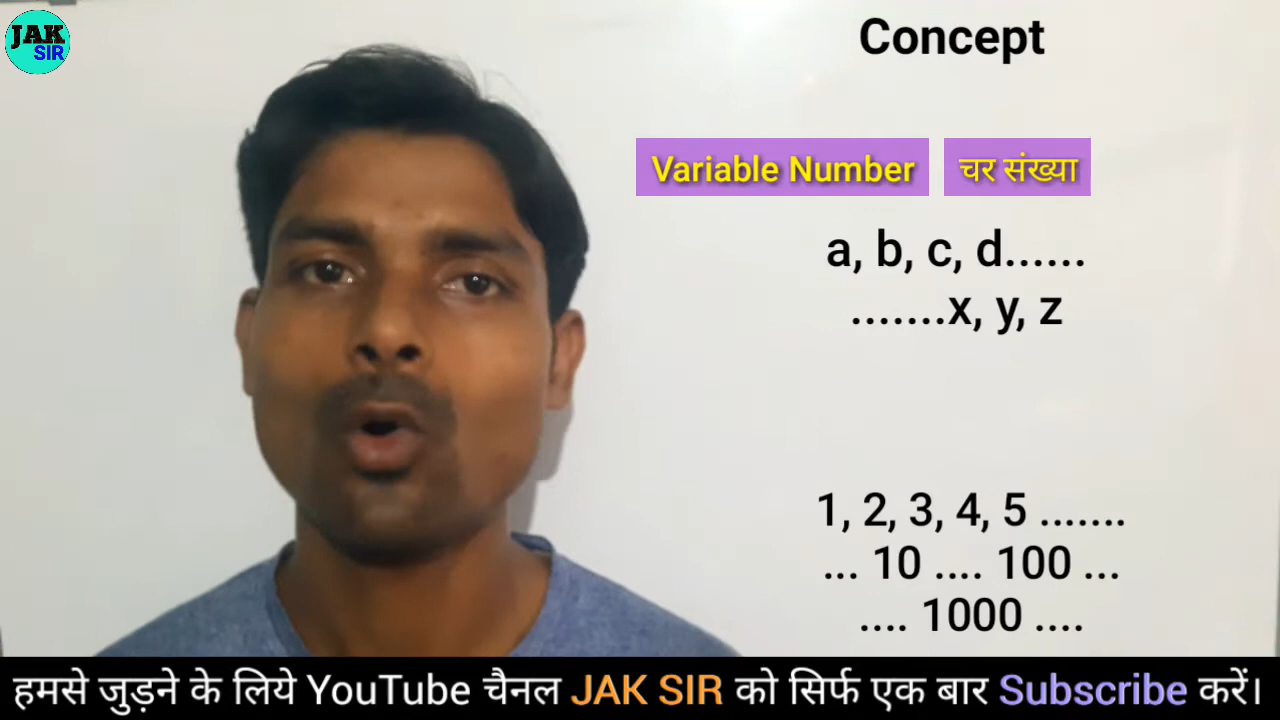 JAK
SIR
Concept
Variable Number चर संख्या
a, b, c, d......
.......x, y, z
1, 2, 3, 4, 5 .......
... 10 .... 100 ...
.... 1000 ....
हमसे जुड़ने के लिये YouTube चैनल JAK SIR को सिर्फ एक बार Subscribe करें।